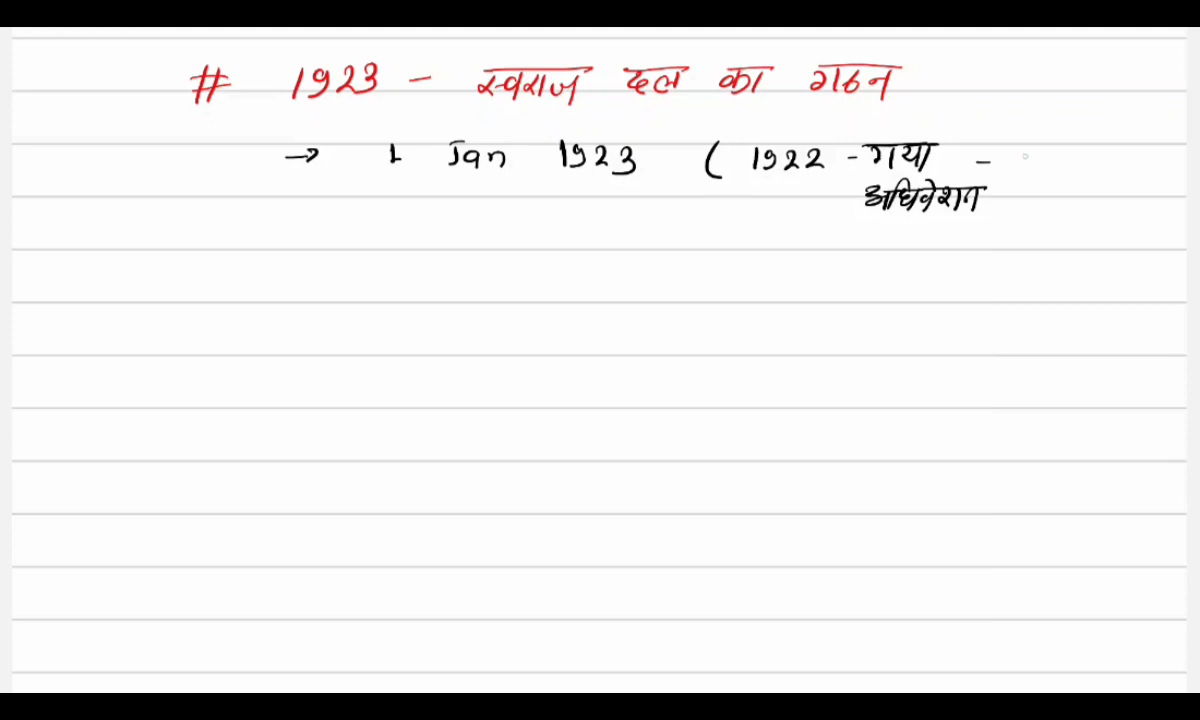 # 1923 - स्वराज दल का गठन
→ 1 Jan 1923 ( 1922 - गया -
अधिवेशन